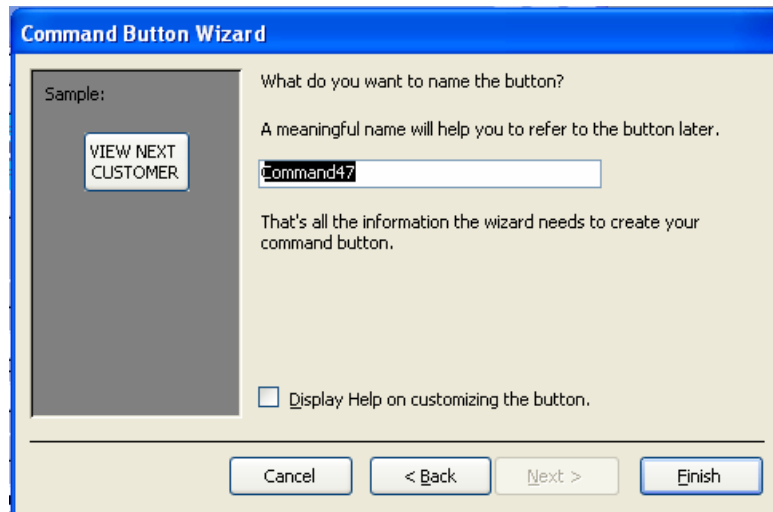 Command Button Wizard
Sample:
VIEW NEXT
CUSTOMER
What do you want to name the button?
A meaningful name will help you to refer to the button later.
Command47
That's all the information the wizard needs to create your
command button.
Display Help on customizing the button.
Cancel
< Back
Next >
Finish